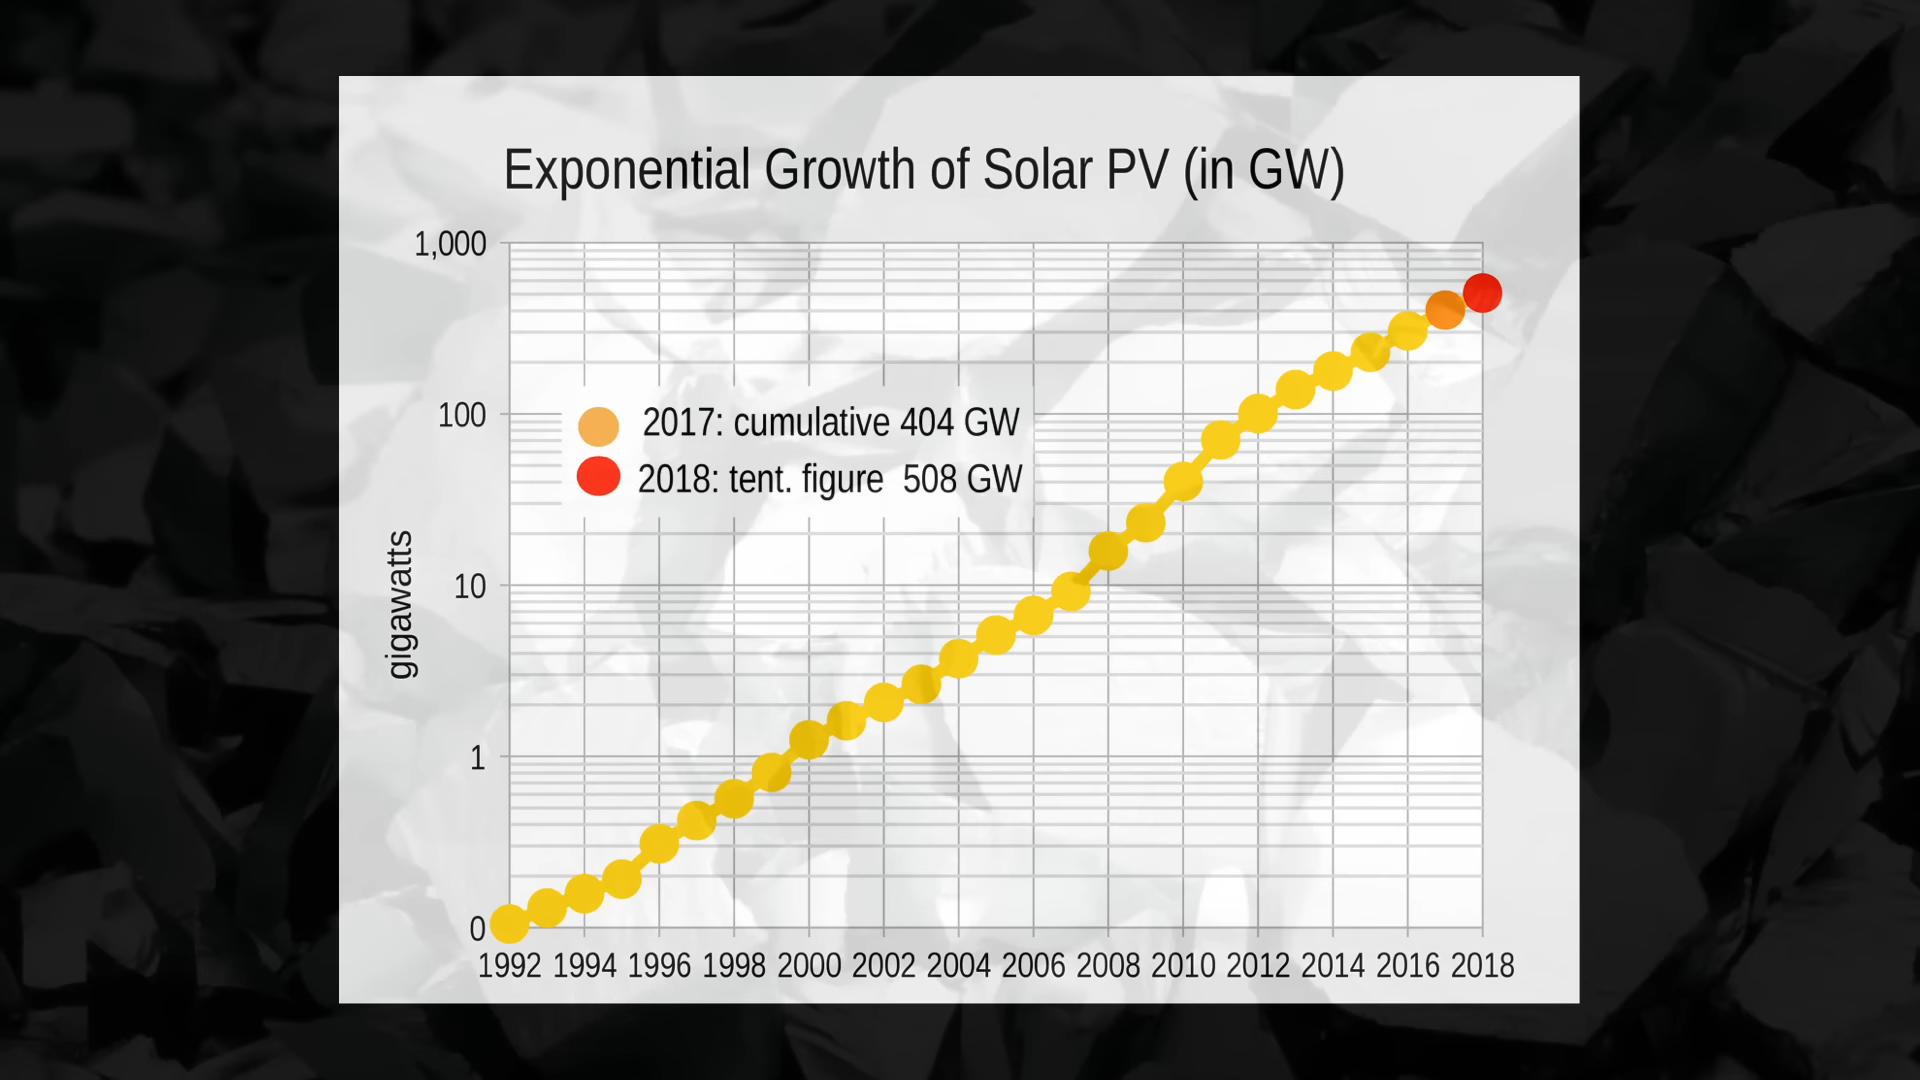 Exponential Growth of Solar PV (in GW)
1,000
100
10
1
0
gigawatts
2017: cumulative 404 GW
2018: tent. figure 508 GW
1992 1994 1996 1998 2000 2002 2004 2006 2008 2010 2012 2014 2016 2018